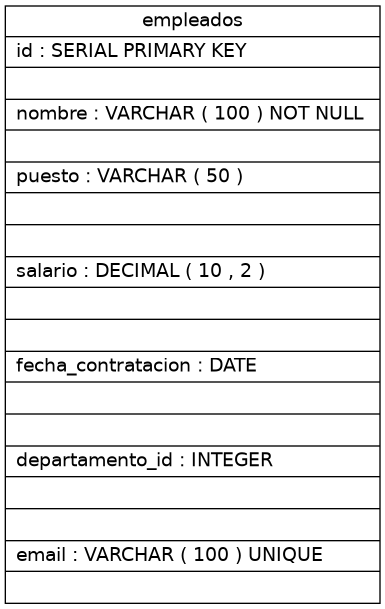 empleados
id : SERIAL PRIMARY KEY
nombre : VARCHAR ( 100 ) NOT NULL
puesto : VARCHAR ( 50 )
salario : DECIMAL ( 10 , 2 )
fecha_contratacion : DATE
departamento_id : INTEGER
email : VARCHAR ( 100 ) UNIQUE